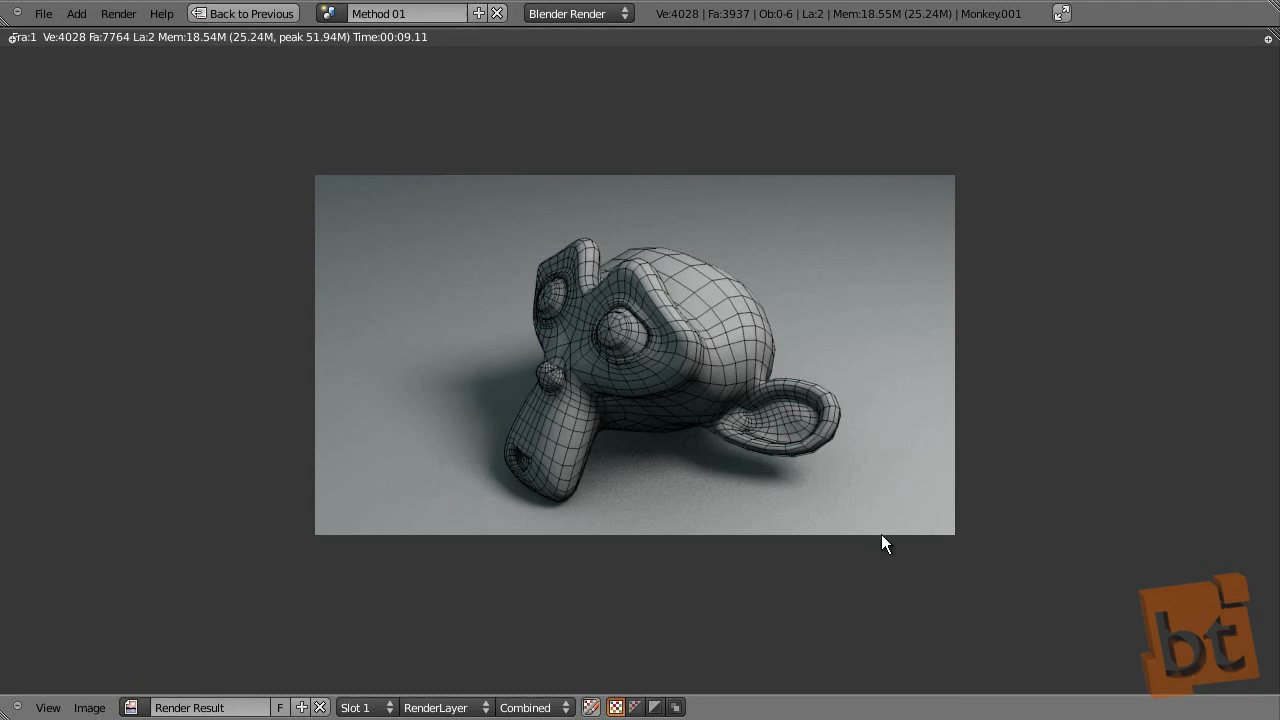 File Add Render Help Back to Previous Method 01 Blender Render Ve:4028 | Fa:3937 | Ob:0-6 | La:2 | Mem:18.55M (25.24M) | Monkey.001
Fra:1 Ve:4028 Fa:7764 La:2 Mem:18.54M (25.24M, peak 51.94M) Time:00:09.11
bt
View Image Render Result F Slot 1 RenderLayer Combined